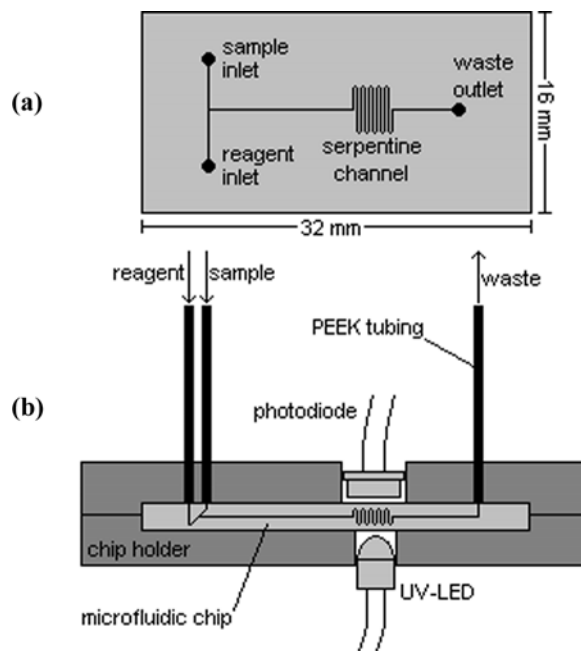 (a)
sample
inlet
waste
outlet
reagent
inlet
serpentine
channel
16 mm
32 mm
reagent
sample
waste
PEEK tubing
(b)
photodiode
chip holder
UV-LED
microfluidic chip